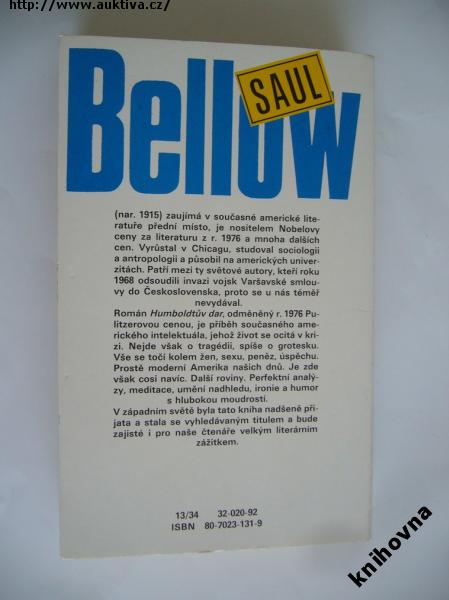 http://www.auktiva.cz/
SAUL
Bellow
(nar. 1915) zaujímá v současné americké lite-
ratuře přední místo, je nositelem Nobelovy
ceny za literaturu z r. 1976 a mnoha dalších
cen. Vyrůstal v Chicagu, studoval sociologii
a antropologii a působil na amerických univer-
zitách. Patří mezi ty světové autory, kteří roku
1968 odsoudili invazi vojsk Varšavské smlou-
vy do Československa, proto se u nás téměř
nevydával.
Román Humboldtův dar, odměněný r. 1976 Pu-
litzerovou cenou, je příběh současného ame-
rického intelektuála, jehož život se ocitá v kri-
zi. Nejde však o tragédii, spíše o grotesku.
Vše se točí kolem žen, sexu, peněz, úspěchu.
Prostě moderní Amerika našich dnů. Je zde
však cosi navíc. Další roviny. Perfektní analý-
zy, meditace, umění nadhledu, ironie a humor
s hlubokou moudrostí.
V západním světě byla tato kniha nadšeně při-
jata a stala se vyhledávaným titulem a bude
zajisté i pro naše čtenáře velkým literárním
zážitkem.
13/34 32-020-92
ISBN 80-7023-131-9
knihovna